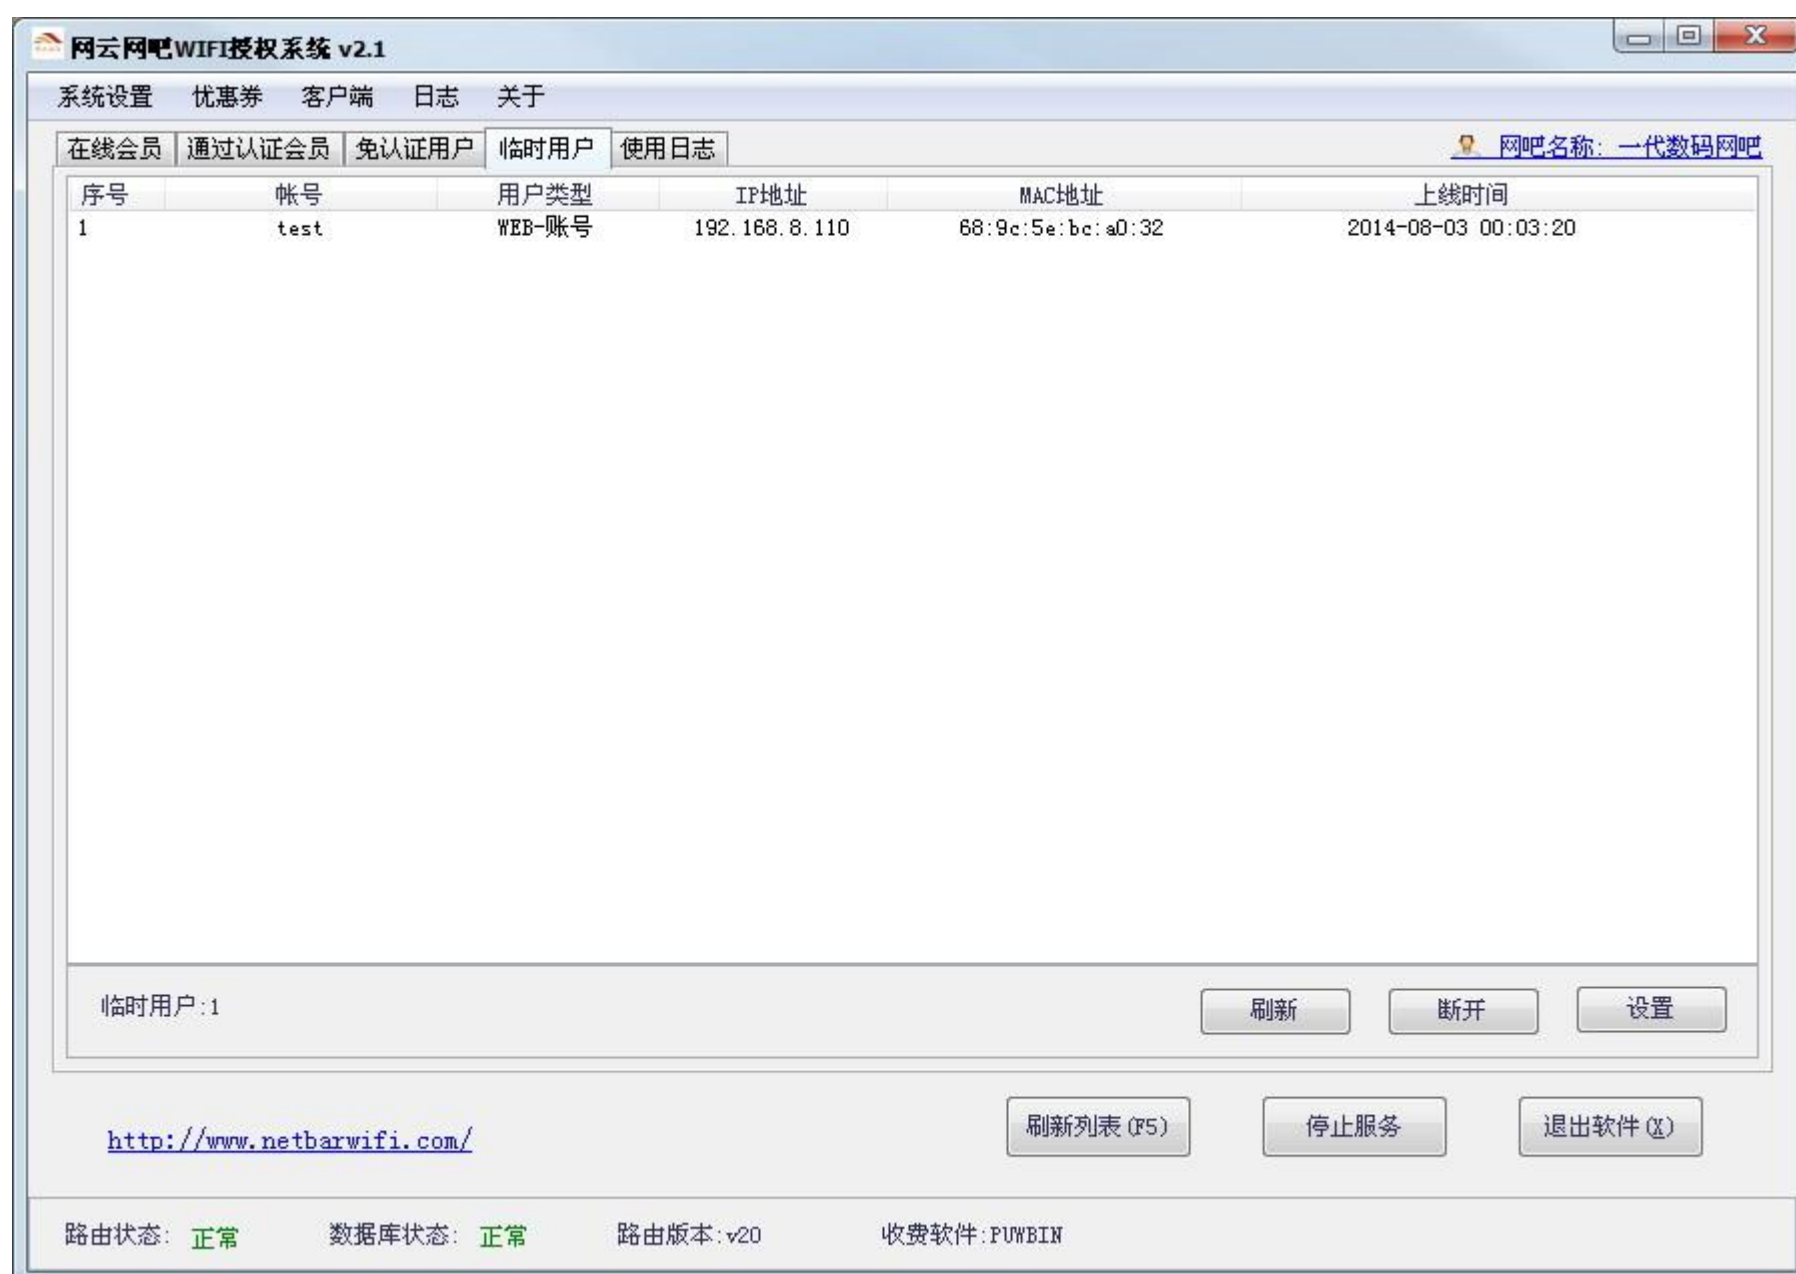 网云网吧WIFI授权系统 v2.1
系统设置 优惠券 客户端 日志 关于
在线会员 通过认证会员 免认证用户 临时用户 使用日志 网吧名称: 一代数码网吧
序号 帐号 用户类型 IP地址 MAC地址 上线时间
1 test WEB-账号 192.168.8.110 68:9c:5e:bc:a0:32 2014-08-03 00:03:20
临时用户:1 刷新 断开 设置
http://www.netbarwifi.com/ 刷新列表(F5) 停止服务 退出软件(X)
路由状态: 正常 数据库状态: 正常 路由版本:v20 收费软件:PUWBIN